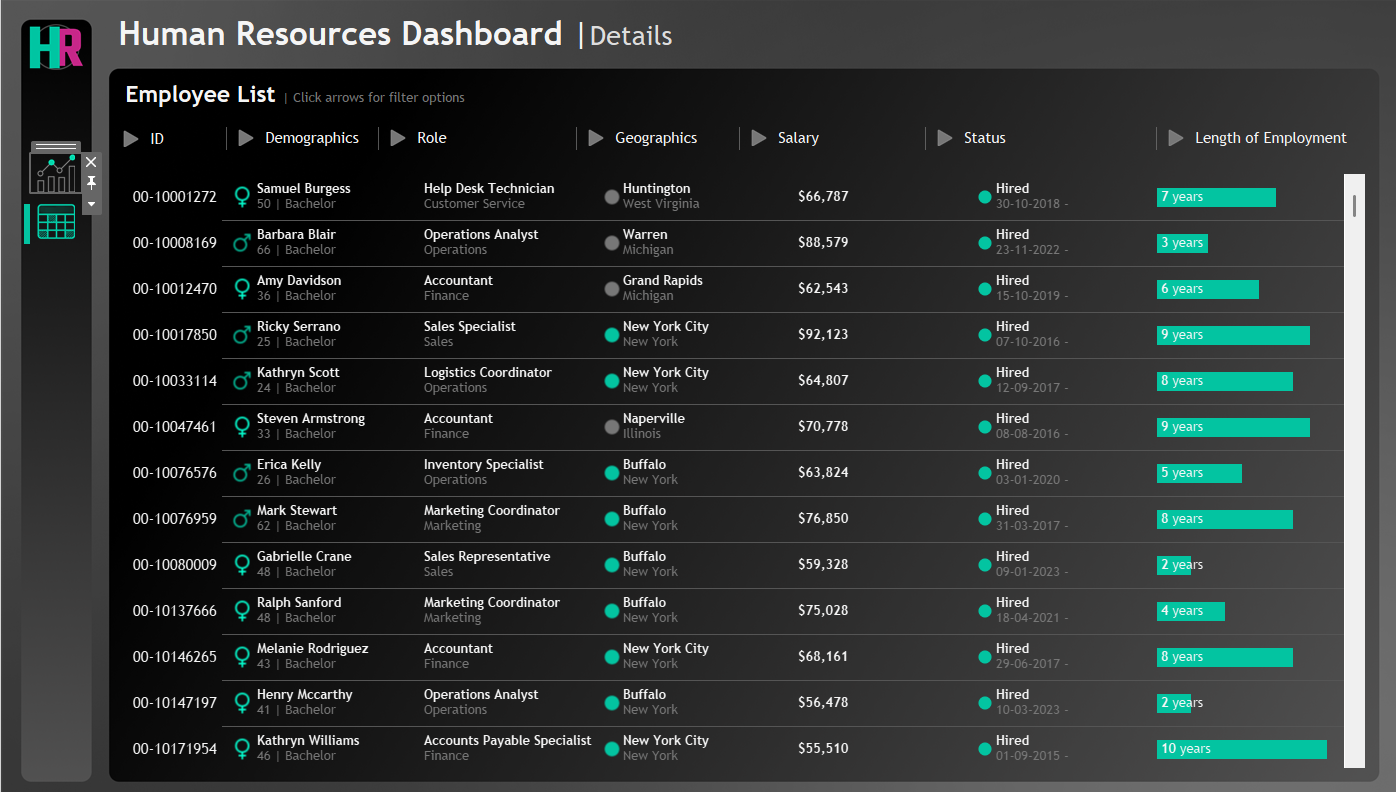 HR
Human Resources Dashboard | Details
Employee List | Click arrows for filter options
ID Demographics Role Geographics Salary Status Length of Employment
00-10001272 Samuel Burgess Help Desk Technician Huntington $66,787 Hired 7 years
50 | Bachelor Customer Service West Virginia 30-10-2018 -
00-10008169 Barbara Blair Operations Analyst Warren $88,579 Hired 3 years
66 | Bachelor Operations Michigan 23-11-2022 -
00-10012470 Amy Davidson Accountant Grand Rapids $62,543 Hired 6 years
36 | Bachelor Finance Michigan 15-10-2019 -
00-10017850 Ricky Serrano Sales Specialist New York City $92,123 Hired 9 years
25 | Bachelor Sales New York 07-10-2016 -
00-10033114 Kathryn Scott Logistics Coordinator New York City $64,807 Hired 8 years
24 | Bachelor Operations New York 12-09-2017 -
00-10047461 Steven Armstrong Accountant Naperville $70,778 Hired 9 years
33 | Bachelor Finance Illinois 08-08-2016 -
00-10076576 Erica Kelly Inventory Specialist Buffalo $63,824 Hired 5 years
26 | Bachelor Operations New York 03-01-2020 -
00-10076959 Mark Stewart Marketing Coordinator Buffalo $76,850 Hired 8 years
62 | Bachelor Marketing New York 31-03-2017 -
00-10080009 Gabrielle Crane Sales Representative Buffalo $59,328 Hired 2 years
48 | Bachelor Sales New York 09-01-2023 -
00-10137666 Ralph Sanford Marketing Coordinator Buffalo $75,028 Hired 4 years
48 | Bachelor Marketing New York 18-04-2021 -
00-10146265 Melanie Rodriguez Accountant New York City $68,161 Hired 8 years
43 | Bachelor Finance New York 29-06-2017 -
00-10147197 Henry Mccarthy Operations Analyst Buffalo $56,478 Hired 2 years
41 | Bachelor Operations New York 10-03-2023 -
00-10171954 Kathryn Williams Accounts Payable Specialist New York City $55,510 Hired 10 years
46 | Bachelor Finance New York 01-09-2015 -